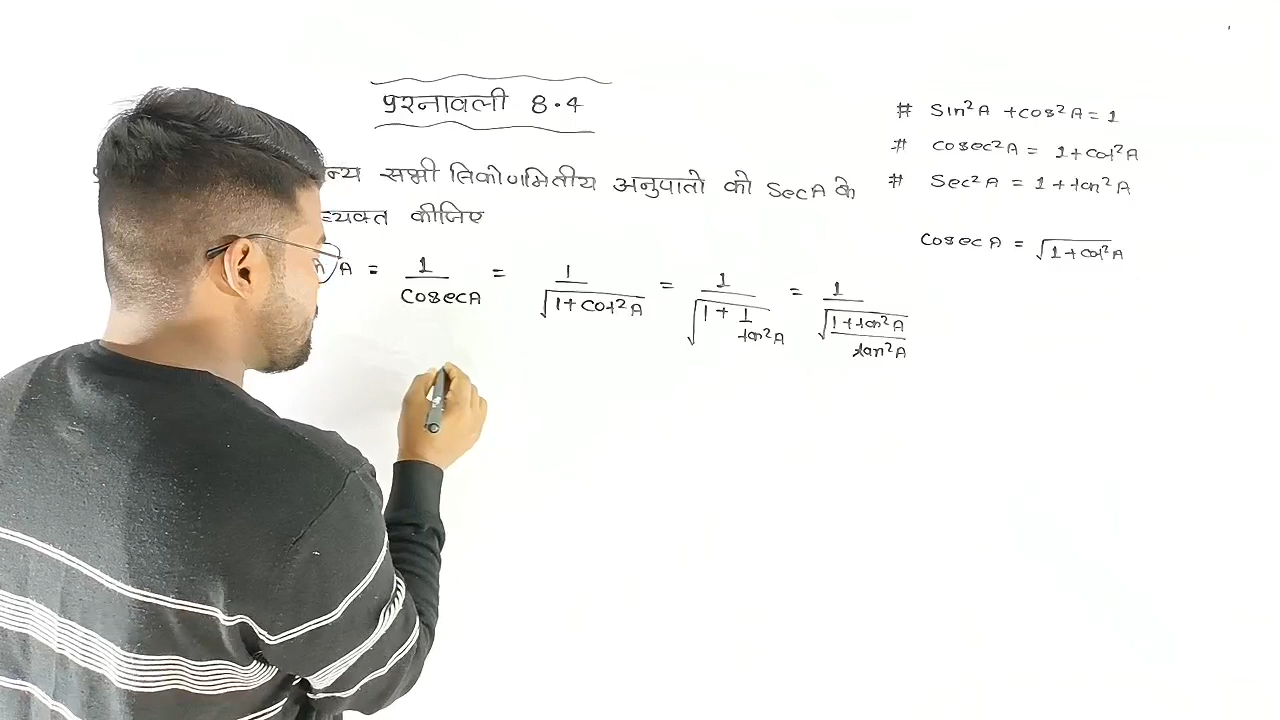 प्रश्नावली 8.4
सभी त्रिकोणमितीय अनुपातो को SecA के
व्यक्त कीजिए
A = 1/CosecA = 1/√(1+Cot²A) = 1/√(1+1/tan²A) = 1/√((1+tan²A)/tan²A)
# Sin²A + cos²A = 1
# cosec²A = 1+cot²A
# Sec²A = 1+tan²A
CosecA = √(1+cot²A)